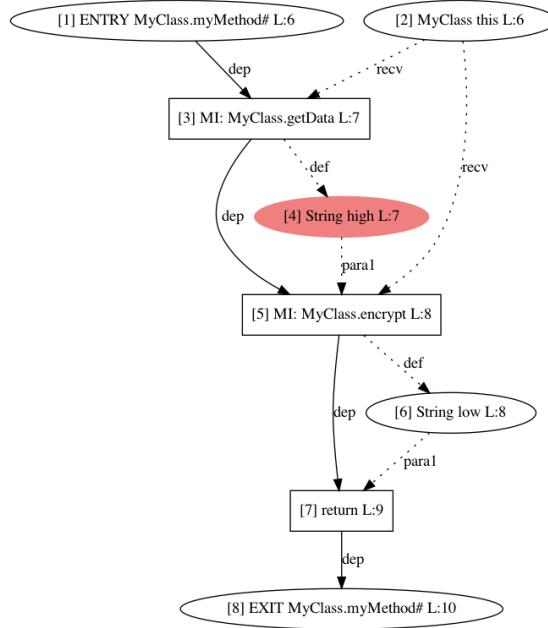 [1] ENTRY MyClass.myMethod# L:6
[2] MyClass this L:6
dep
recv
[3] MI: MyClass.getData L:7
def
recv
dep
[4] String high L:7
para1
[5] MI: MyClass.encrypt L:8
def
dep
[6] String low L:8
para1
[7] return L:9
dep
[8] EXIT MyClass.myMethod# L:10